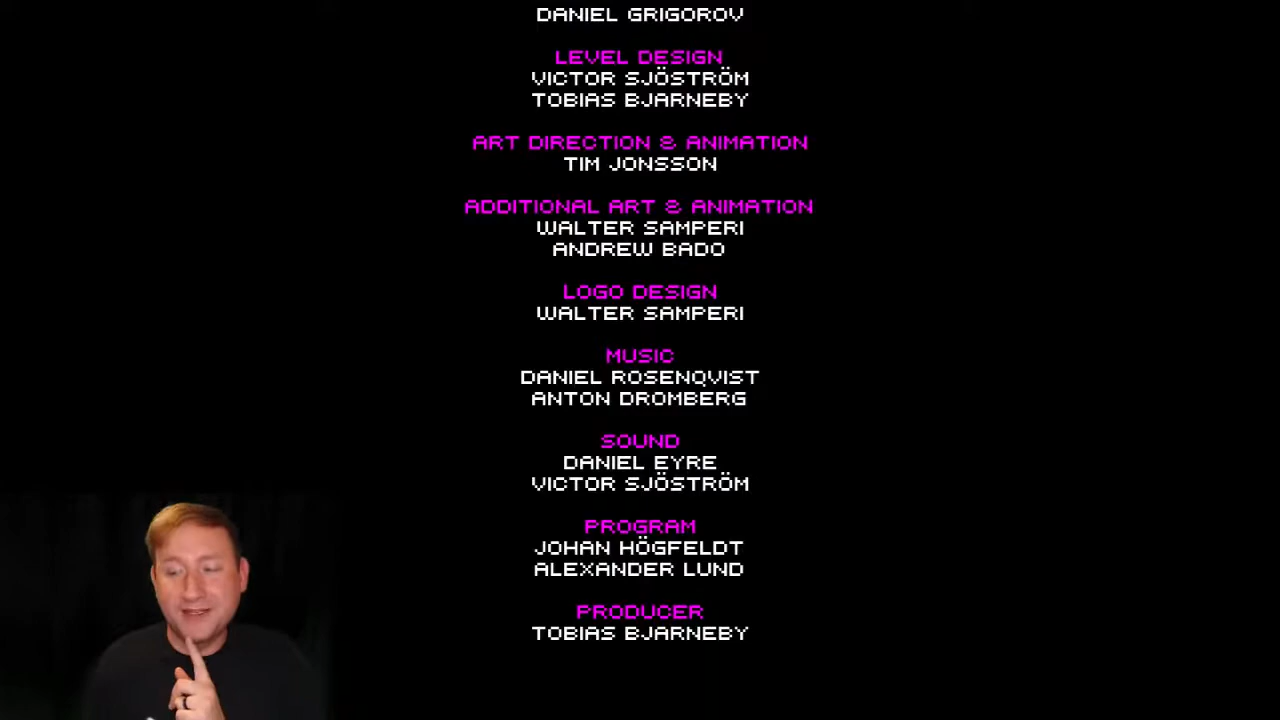 DANIEL GRIGOROV
LEVEL DESIGN
VICTOR SJÖSTRÖM
TOBIAS BJARNEBY
ART DIRECTION & ANIMATION
TIM JONSSON
ADDITIONAL ART & ANIMATION
WALTER SAMPERI
ANDREW BADO
LOGO DESIGN
WALTER SAMPERI
MUSIC
DANIEL ROSENQVIST
ANTON DROMBERG
SOUND
DANIEL EYRE
VICTOR SJÖSTRÖM
PROGRAM
JOHAN HÖGFELDT
ALEXANDER LUND
PRODUCER
TOBIAS BJARNEBY